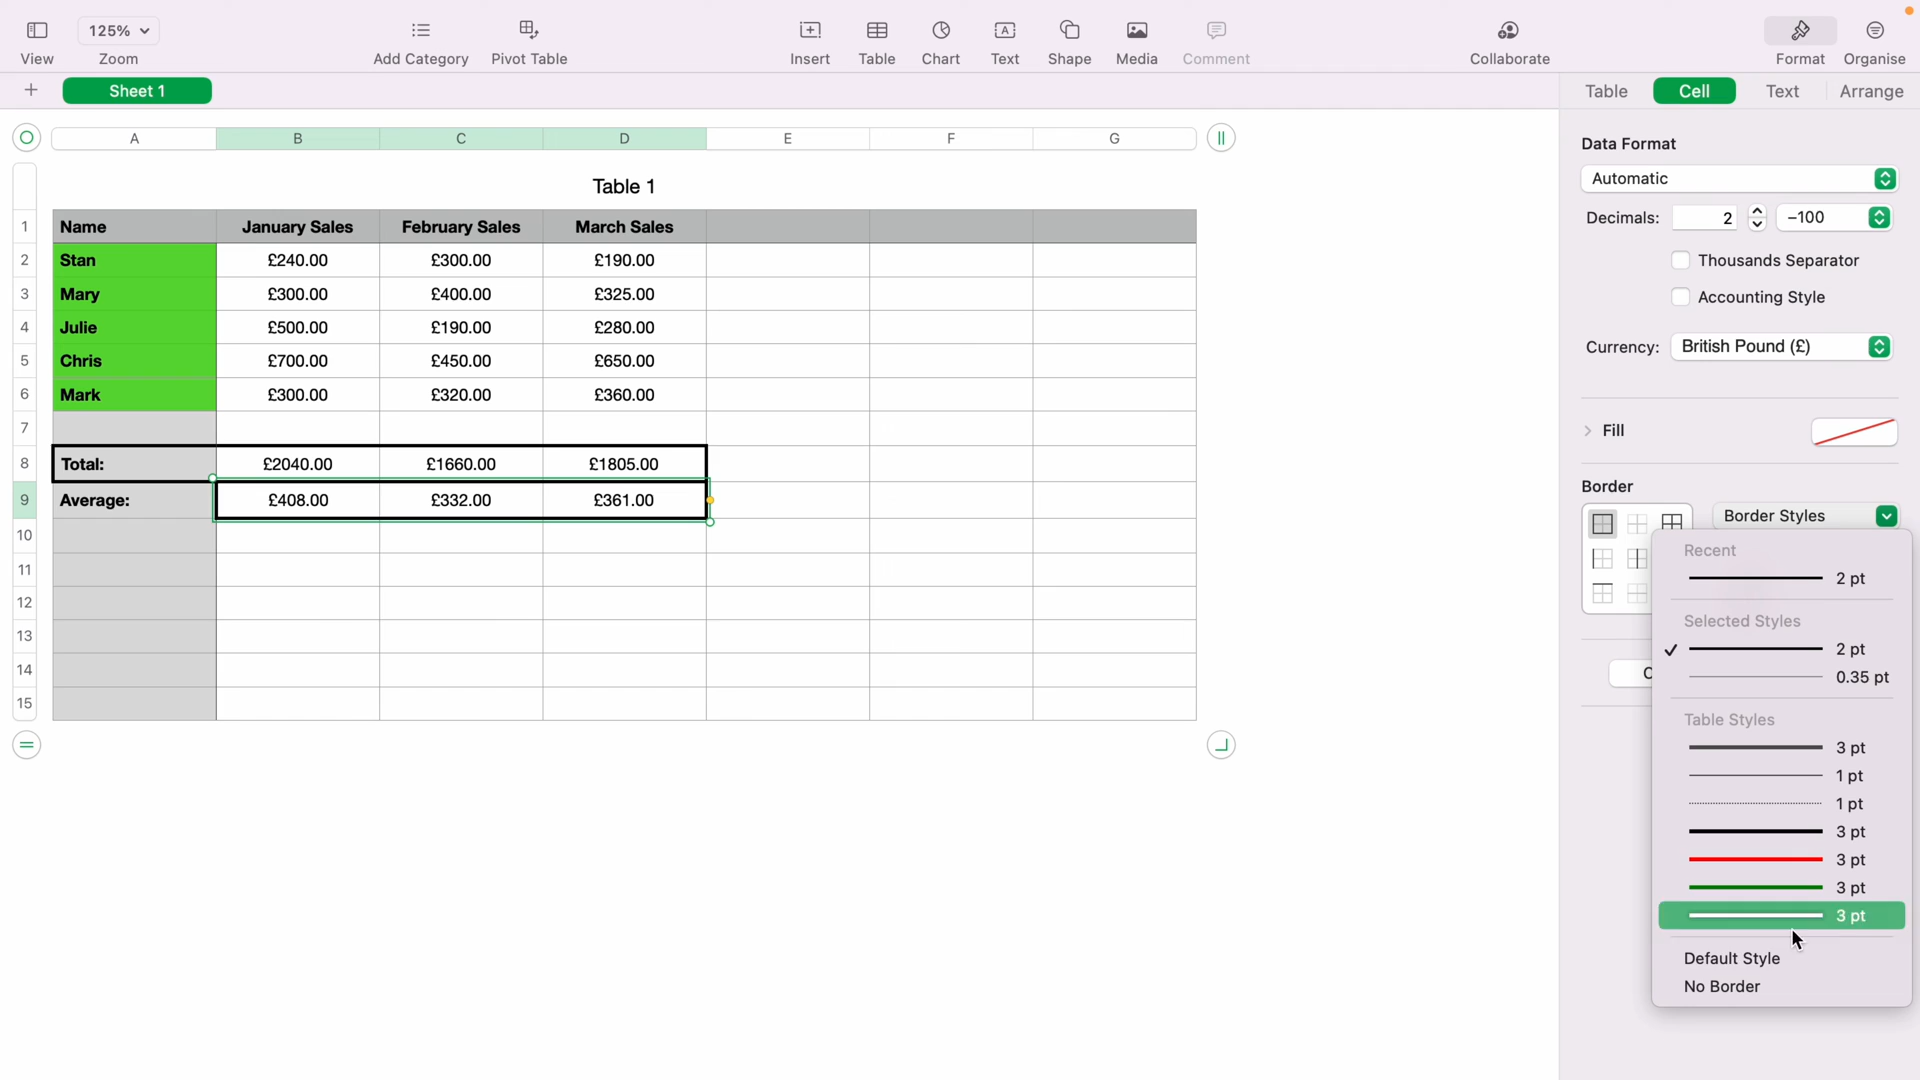 125%
View
Zoom
Add Category
Pivot Table
Insert
Table
Chart
Text
Shape
Media
Comment
Collaborate
Format
Organise
Sheet 1
Table
Cell
Text
Arrange
A B C D E F G
Table 1
1 Name January Sales February Sales March Sales
2 Stan £240.00 £300.00 £190.00
3 Mary £300.00 £400.00 £325.00
4 Julie £500.00 £190.00 £280.00
5 Chris £700.00 £450.00 £650.00
6 Mark £300.00 £320.00 £360.00
7
8 Total: £2040.00 £1660.00 £1805.00
9 Average: £408.00 £332.00 £361.00
10
11
12
13
14
15
Data Format
Automatic
Decimals: 2 –100
Thousands Separator
Accounting Style
Currency: British Pound (£)
Fill
Border
Border Styles
Recent
2 pt
Selected Styles
2 pt
0.35 pt
Table Styles
3 pt
1 pt
1 pt
3 pt
3 pt
3 pt
3 pt
Default Style
No Border